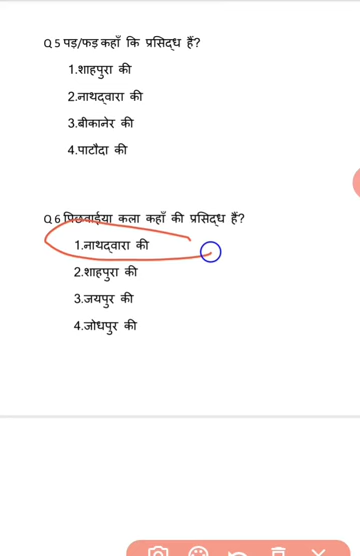 Q 5 पड़/फड़ कहाँ कि प्रसिद्ध हैं?
1.शाहपुरा की
2.नाथद्वारा की
3.बीकानेर की
4.पाटौदा की
Q 6 पिछवाईया कला कहाँ की प्रसिद्ध हैं?
1.नाथद्वारा की
2.शाहपुरा की
3.जयपुर की
4.जोधपुर की